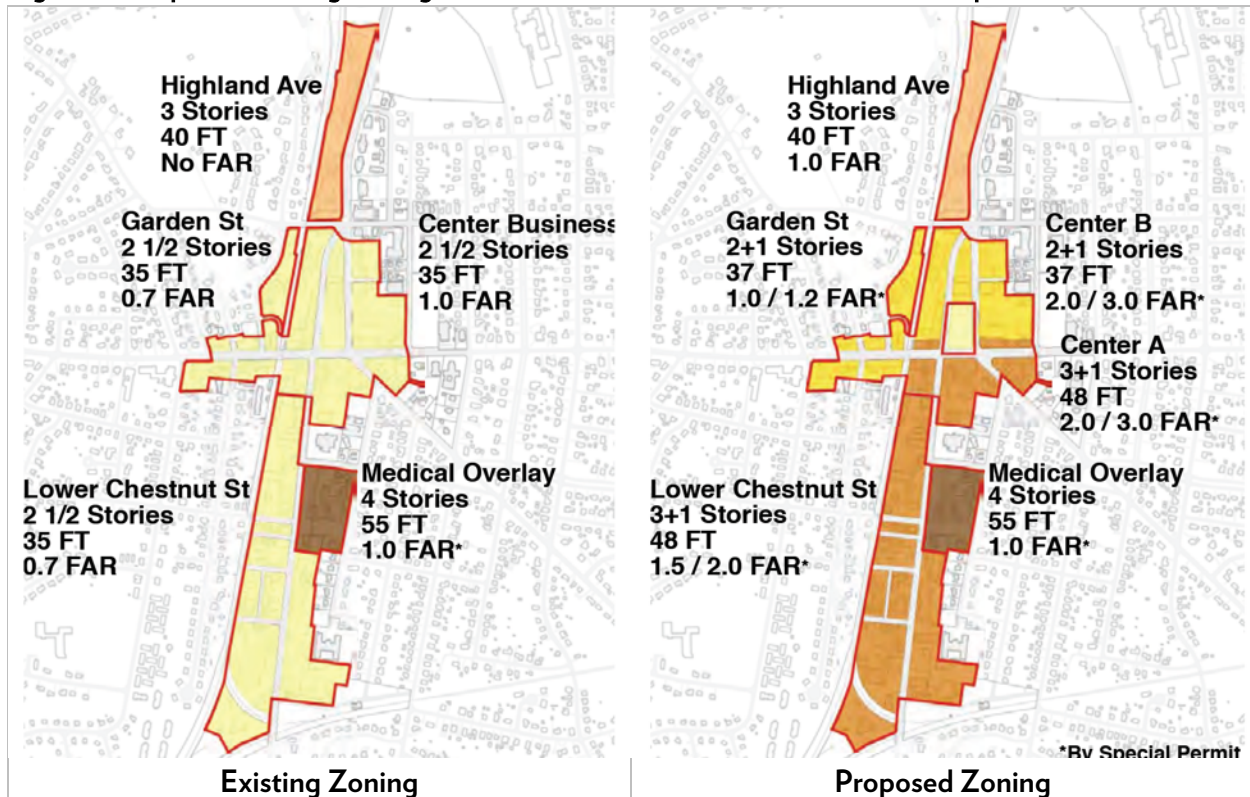 Highland Ave
3 Stories
40 FT
No FAR
Garden St
2 1/2 Stories
35 FT
0.7 FAR
Center Business
2 1/2 Stories
35 FT
1.0 FAR
Lower Chestnut St
2 1/2 Stories
35 FT
0.7 FAR
Medical Overlay
4 Stories
55 FT
1.0 FAR*
Existing Zoning
Highland Ave
3 Stories
40 FT
1.0 FAR
Garden St
2+1 Stories
37 FT
1.0 / 1.2 FAR*
Center B
2+1 Stories
37 FT
2.0 / 3.0 FAR*
Center A
3+1 Stories
48 FT
2.0 / 3.0 FAR*
Lower Chestnut St
3+1 Stories
48 FT
1.5 / 2.0 FAR*
Medical Overlay
4 Stories
55 FT
1.0 FAR*
*By Special Permit
Proposed Zoning